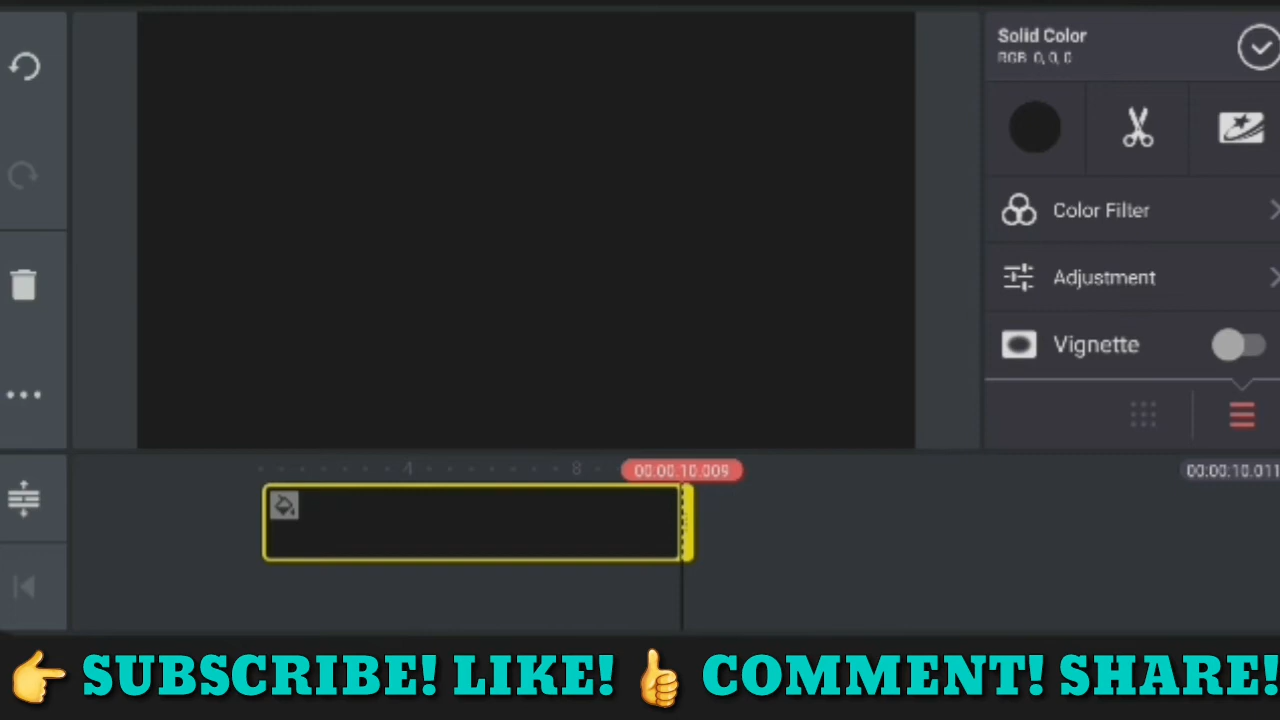 Solid Color
RGB: 0, 0, 0
Color Filter
Adjustment
Vignette
4 8 00:00:10.009 00:00:10.011
SUBSCRIBE! LIKE! COMMENT! SHARE!